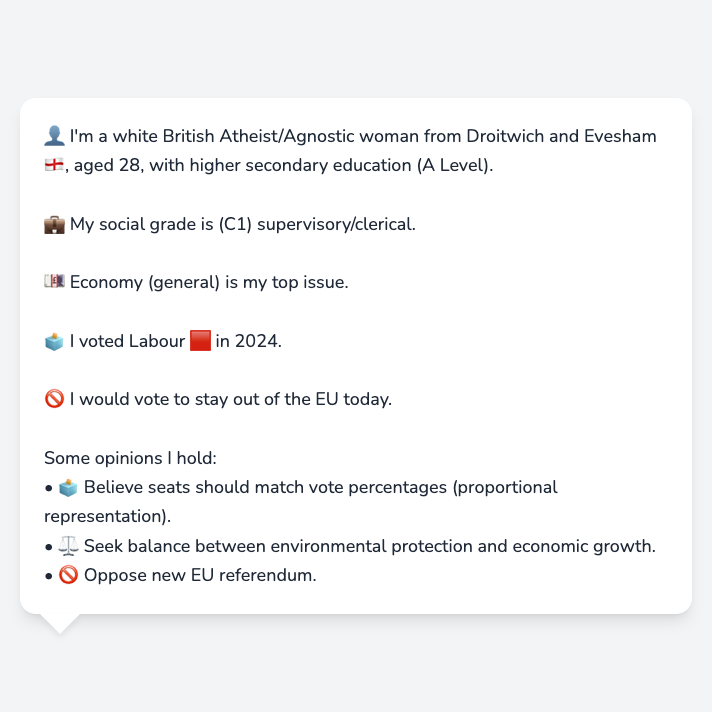 👤 I'm a white British Atheist/Agnostic woman from Droitwich and Evesham
🏴󠁧󠁢󠁥󠁮󠁧󠁿, aged 28, with higher secondary education (A Level).
💼 My social grade is (C1) supervisory/clerical.
💷 Economy (general) is my top issue.
🗳️ I voted Labour 🟥 in 2024.
🚫 I would vote to stay out of the EU today.
Some opinions I hold:
• 🗳️ Believe seats should match vote percentages (proportional
representation).
• ⚖️ Seek balance between environmental protection and economic growth.
• 🚫 Oppose new EU referendum.